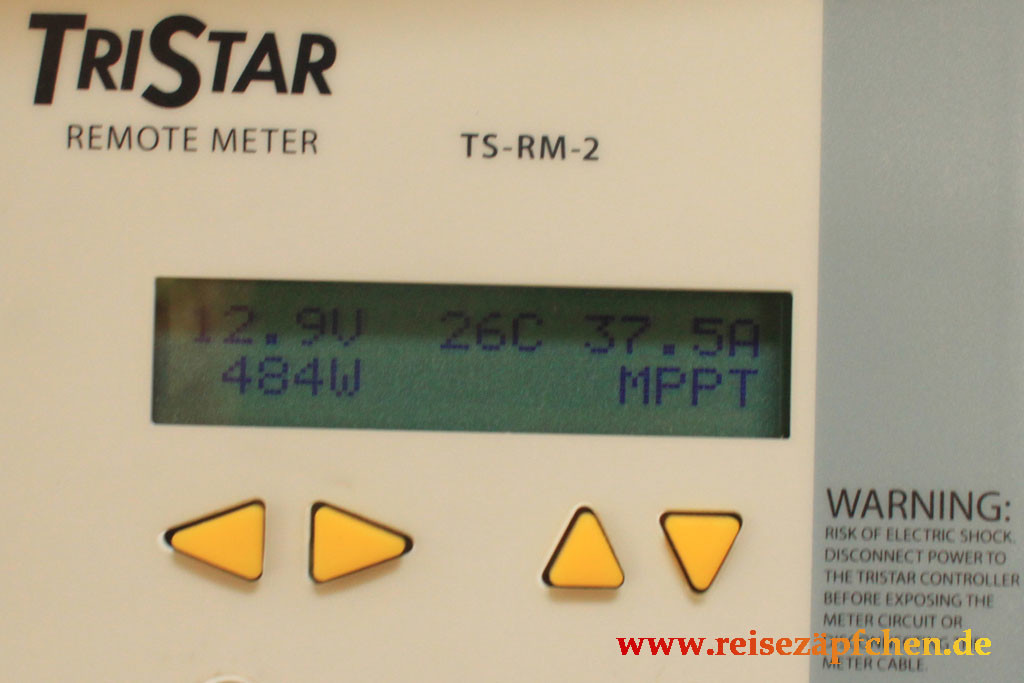 TRISTAR
REMOTE METER
TS-RM-2
12.9V 26C 37.5A
484W MPPT
WARNING:
RISK OF ELECTRIC SHOCK.
DISCONNECT POWER TO
THE TRISTAR CONTROLLER
BEFORE EXPOSING THE
METER CIRCUIT OR
METER CABLE.
www.reisezäpfchen.de